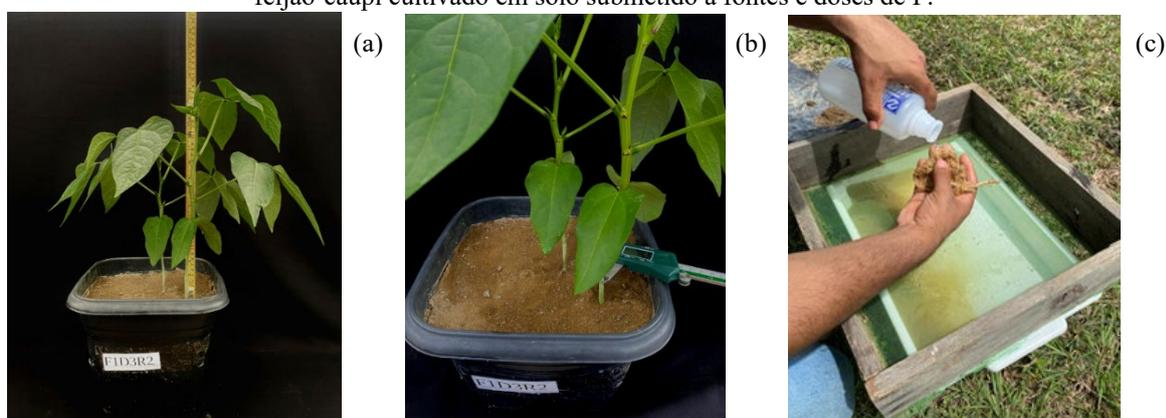 feijão-caupi cultivado em solo submetido a fontes e doses de P.
(a)
(b)
(c)
F1D3R2
F1D3R2